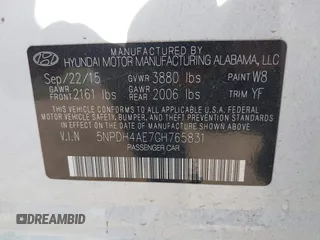 HYUNDAI MOTOR MANUFACTURING ALABAMA, LLC
Sep/22/15 GVWR 3880 lbs PAINT W8
GAWR FRONT 2161 lbs GAWR REAR 2006 lbs TRIM YF
THIS VEHICLE CONFORMS TO ALL APPLICABLE
FEDERAL MOTOR VEHICLE SAFETY, BUMPER, AND THEFT
PREVENTION STANDARDS IN EFFECT ON THE DATE OF
MANUFACTURE SHOWN ABOVE.
V.I.N 5NPDH4AE7GH765831
PASSENGER CAR
DREAMBID